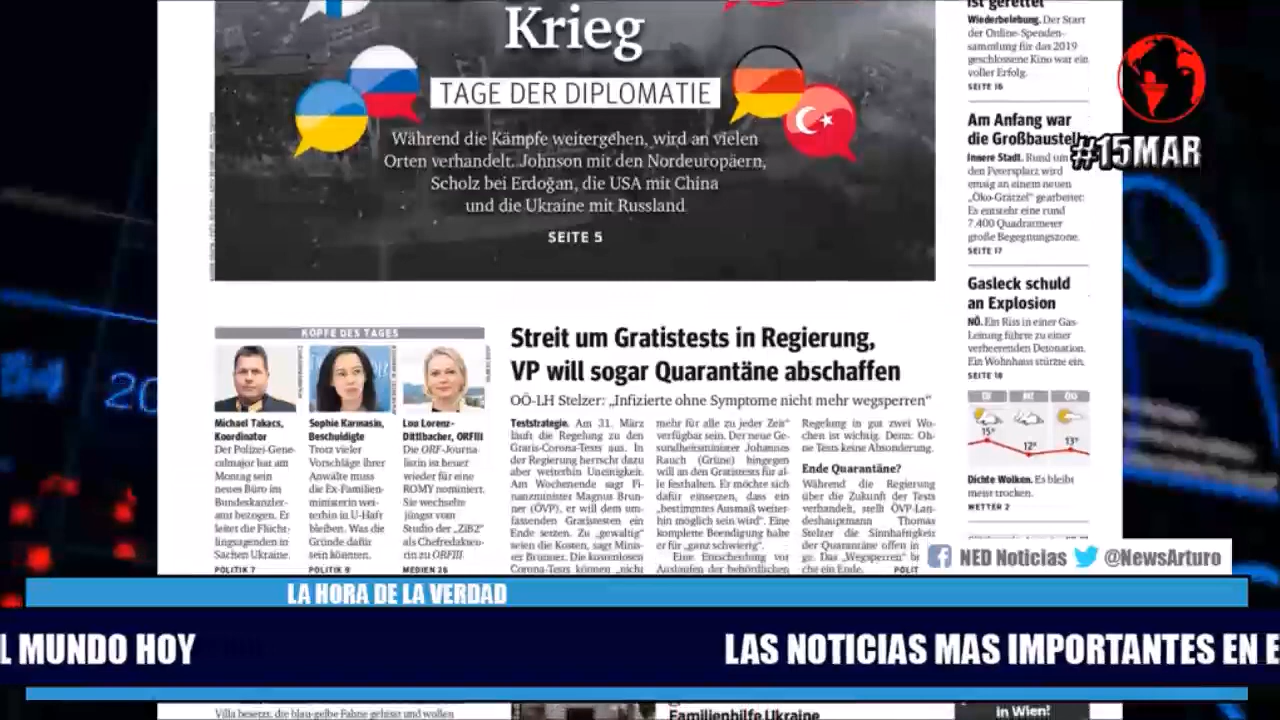 Krieg
TAGE DER DIPLOMATIE
Während die Kämpfe weitergehen, wird an vielen
Orten verhandelt. Johnson mit den Nordeuropäern,
Scholz bei Erdoğan, die USA mit China
und die Ukraine mit Russland
SEITE 5
ist gerettet
Wiederbelebung. Der Start
der Online-Spenden-
sammlung für das 2019
geschlossene Kino war ein
voller Erfolg.
SEITE 16
Am Anfang war
die Großbaustelle
Innere Stadt. Rund um
den Petersplatz wird
emsig an einem neuen
„Öko-Grätzel“ gearbeitet:
Es entsteht eine rund
7.400 Quadratmeter
große Begegnungszone.
SEITE 17
Gasleck schuld
an Explosion
NÖ. Ein Riss in einer Gas-
Leitung führte zu einer
verheerenden Detonation.
Ein Wohnhaus stürzte ein.
SEITE 18
DI MI DO
15° 12° 13°
Dichte Wolken. Es bleibt
meist trocken.
WETTER 2
#15MAR
KÖPFE DES TAGES
Michael Takacs,
Koordinator
Der Polizei-Gene-
ralmajor hat am
Montag sein
neues Büro im
Bundeskanzler-
amt bezogen. Er
leitet die Flücht-
lingsagenden in
Sachen Ukraine.
POLITIK 7
Sophie Karmasin,
Beschuldigte
Trotz vieler
Vorschläge ihrer
Anwälte muss
die Ex-Familien-
ministerin wei-
terhin in U-Haft
bleiben. Was die
Gründe dafür
sein können.
POLITIK 9
Lou Lorenz-
Dittlbacher, ORFIII
Die ORF-Journa-
listin ist heuer
wieder für eine
ROMY nominiert.
Sie wechselte
jüngst vom
Studio der „ZiB2“
als Chefredakteu-
rin zu ORFIII.
MEDIEN 26
Streit um Gratistests in Regierung,
VP will sogar Quarantäne abschaffen
OÖ-LH Stelzer: „Infizierte ohne Symptome nicht mehr wegsperren“
Teststrategie. Am 31. März
läuft die Regelung zu den
Gratis-Corona-Tests aus. In
der Regierung herrscht dazu
aber weiterhin Uneinigkeit.
Am Wochenende sagt Fi-
nanzminister Magnus Brun-
ner (ÖVP), er will dem um-
fassenden Gratistesten ein
Ende setzen. Zu „gewaltig“
seien die Kosten, sagt Minis-
ter Brunner. Die kostenlosen
Corona-Tests können „nicht
mehr für alle zu jeder Zeit“
verfügbar sein. Der neue Ge-
sundheitsminister Johannes
Rauch (Grüne) hingegen
will an den Gratistests für al-
le festhalten. Er möchte sich
dafür einsetzen, dass ein
„bestimmtes Ausmaß weiter-
hin möglich sein wird“. Eine
komplette Beendigung habe
er für „ganz schwierig“.
Eine Entscheidung vor
Auslaufen der behördlichen
Regelung in gut zwei Wo-
chen ist wichtig. Denn: Oh-
ne Tests keine Absonderung.
Ende Quarantäne?
Während die Regierung
über die Zukunft der Tests
verhandelt, stellt ÖVP-Lan-
deshauptmann Thomas
Stelzer die Sinnhaftigkeit
der Quarantäne offen in
ge. Das „Wegsperren“ br
che ein Ende. POLIT
NED Noticias @NewsArturo
LA HORA DE LA VERDAD
L MUNDO HOY LAS NOTICIAS MAS IMPORTANTES EN E
Villa besetzt, die blau-gelbe Fahne gehisst und wollen
Familienhilfe Ukraine
in Wien!